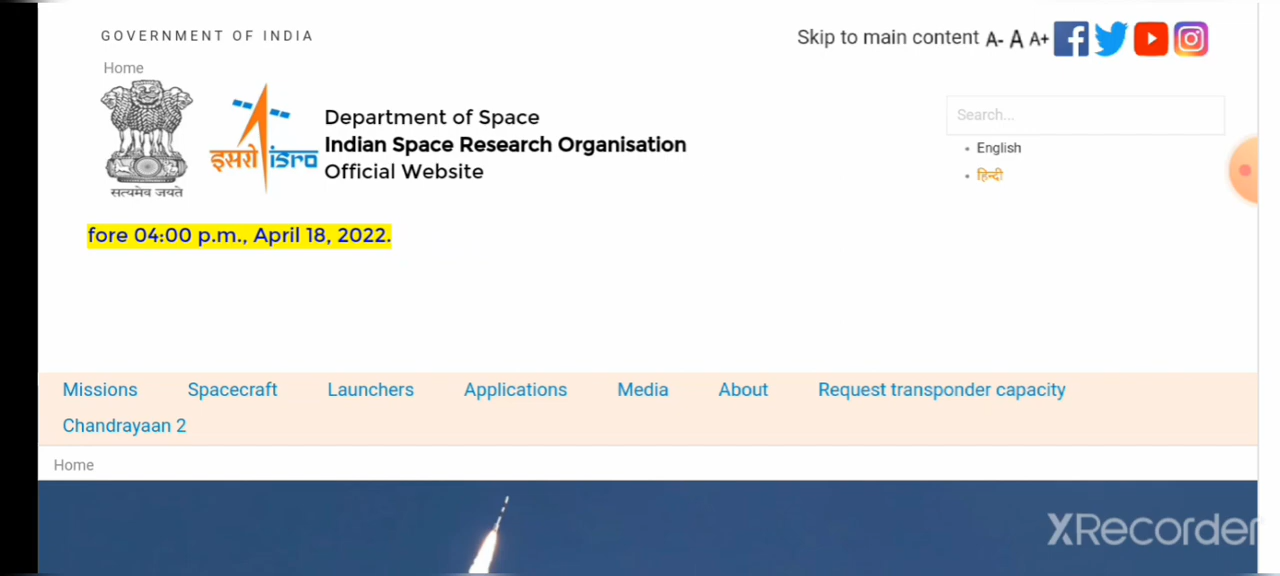 GOVERNMENT OF INDIA
Skip to main content A- A A+
Home
Search...
Department of Space
Indian Space Research Organisation
Official Website
इसरो isro
सत्यमेव जयते
English
हिन्दी
fore 04:00 p.m., April 18, 2022.
Missions Spacecraft Launchers Applications Media About Request transponder capacity
Chandrayaan 2
Home
XRecorder